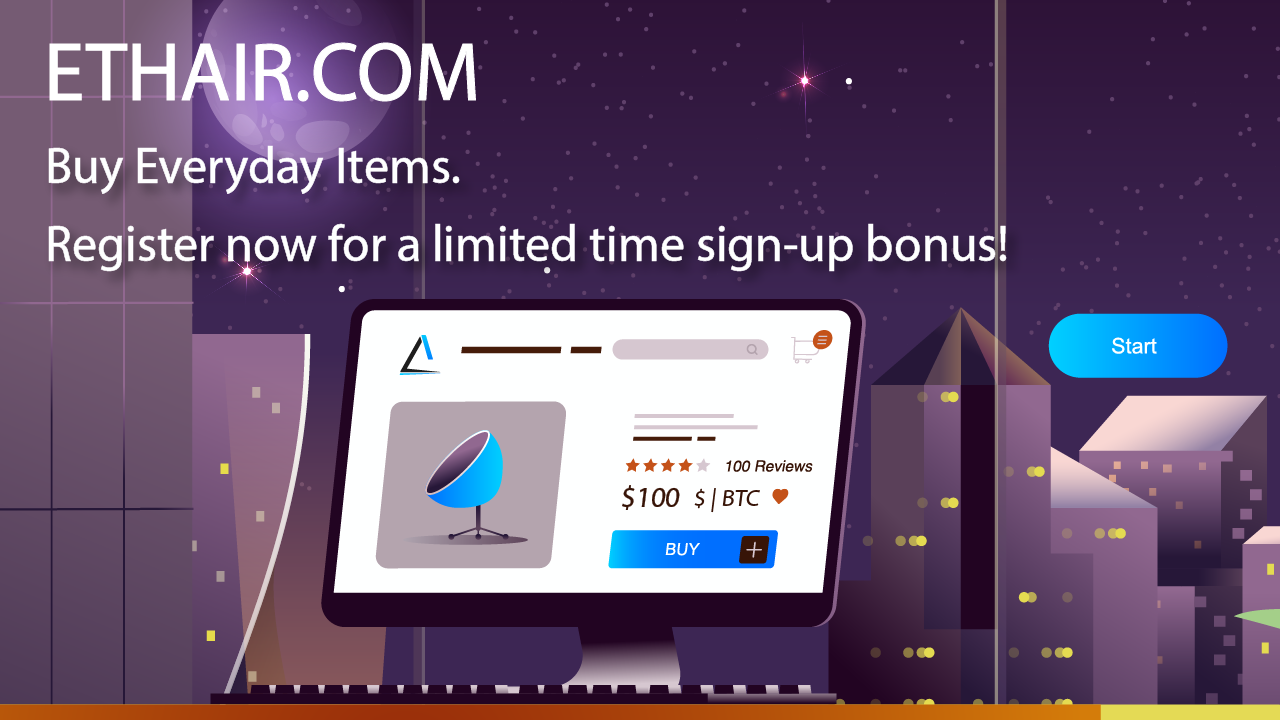 ETHAIR.COM
Buy Everyday Items.
Register now for a limited time sign-up bonus!
Start
100 Reviews
$100 $ | BTC
BUY